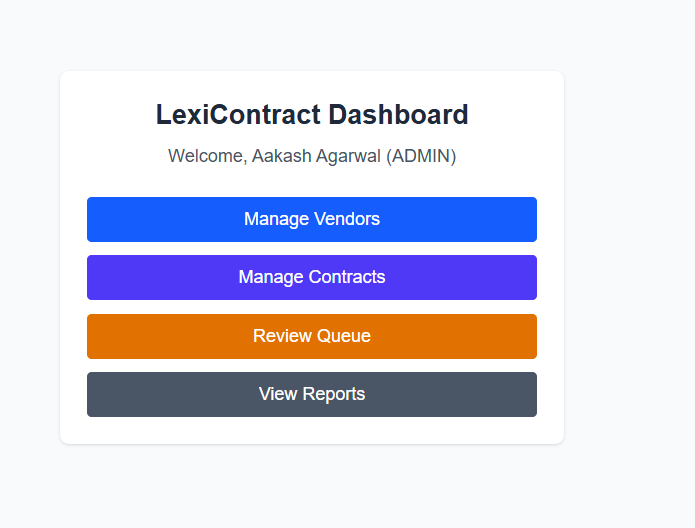 LexiContract Dashboard
Welcome, Aakash Agarwal (ADMIN)
Manage Vendors
Manage Contracts
Review Queue
View Reports